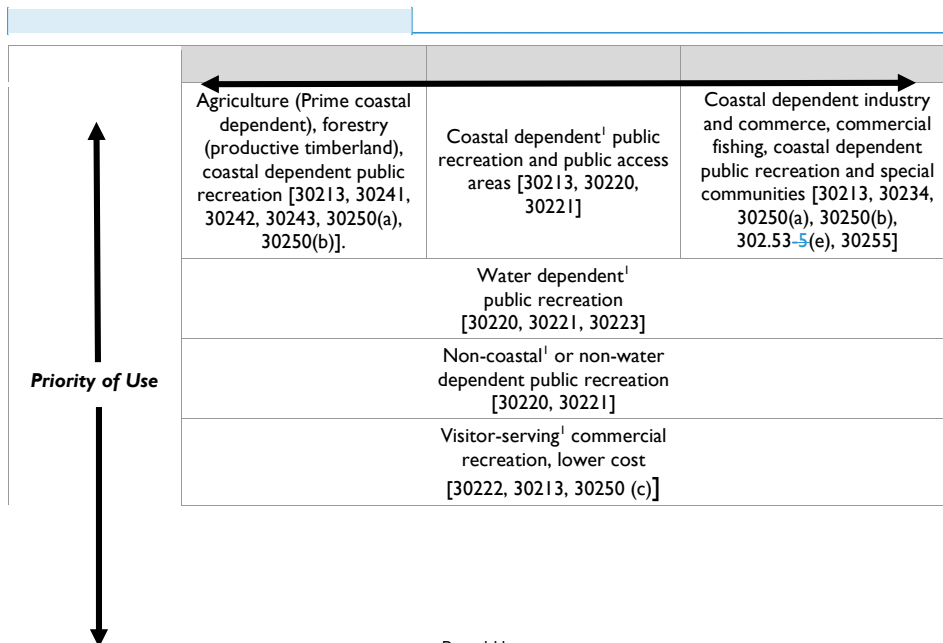 Agriculture (Prime coastal
dependent), forestry
(productive timberland),
coastal dependent public
recreation [30213, 30241,
30242, 30243, 30250(a),
30250(b)].
Coastal dependent¹ public
recreation and public access
areas [30213, 30220,
30221]
Coastal dependent industry
and commerce, commercial
fishing, coastal dependent
public recreation and special
communities [30213, 30234,
30250(a), 30250(b),
302.53-5(e), 30255]
Water dependent¹
public recreation
[30220, 30221, 30223]
Priority of Use
Non-coastal¹ or non-water
dependent public recreation
[30220, 30221]
Visitor-serving¹ commercial
recreation, lower cost
[30222, 30213, 30250 (c)]